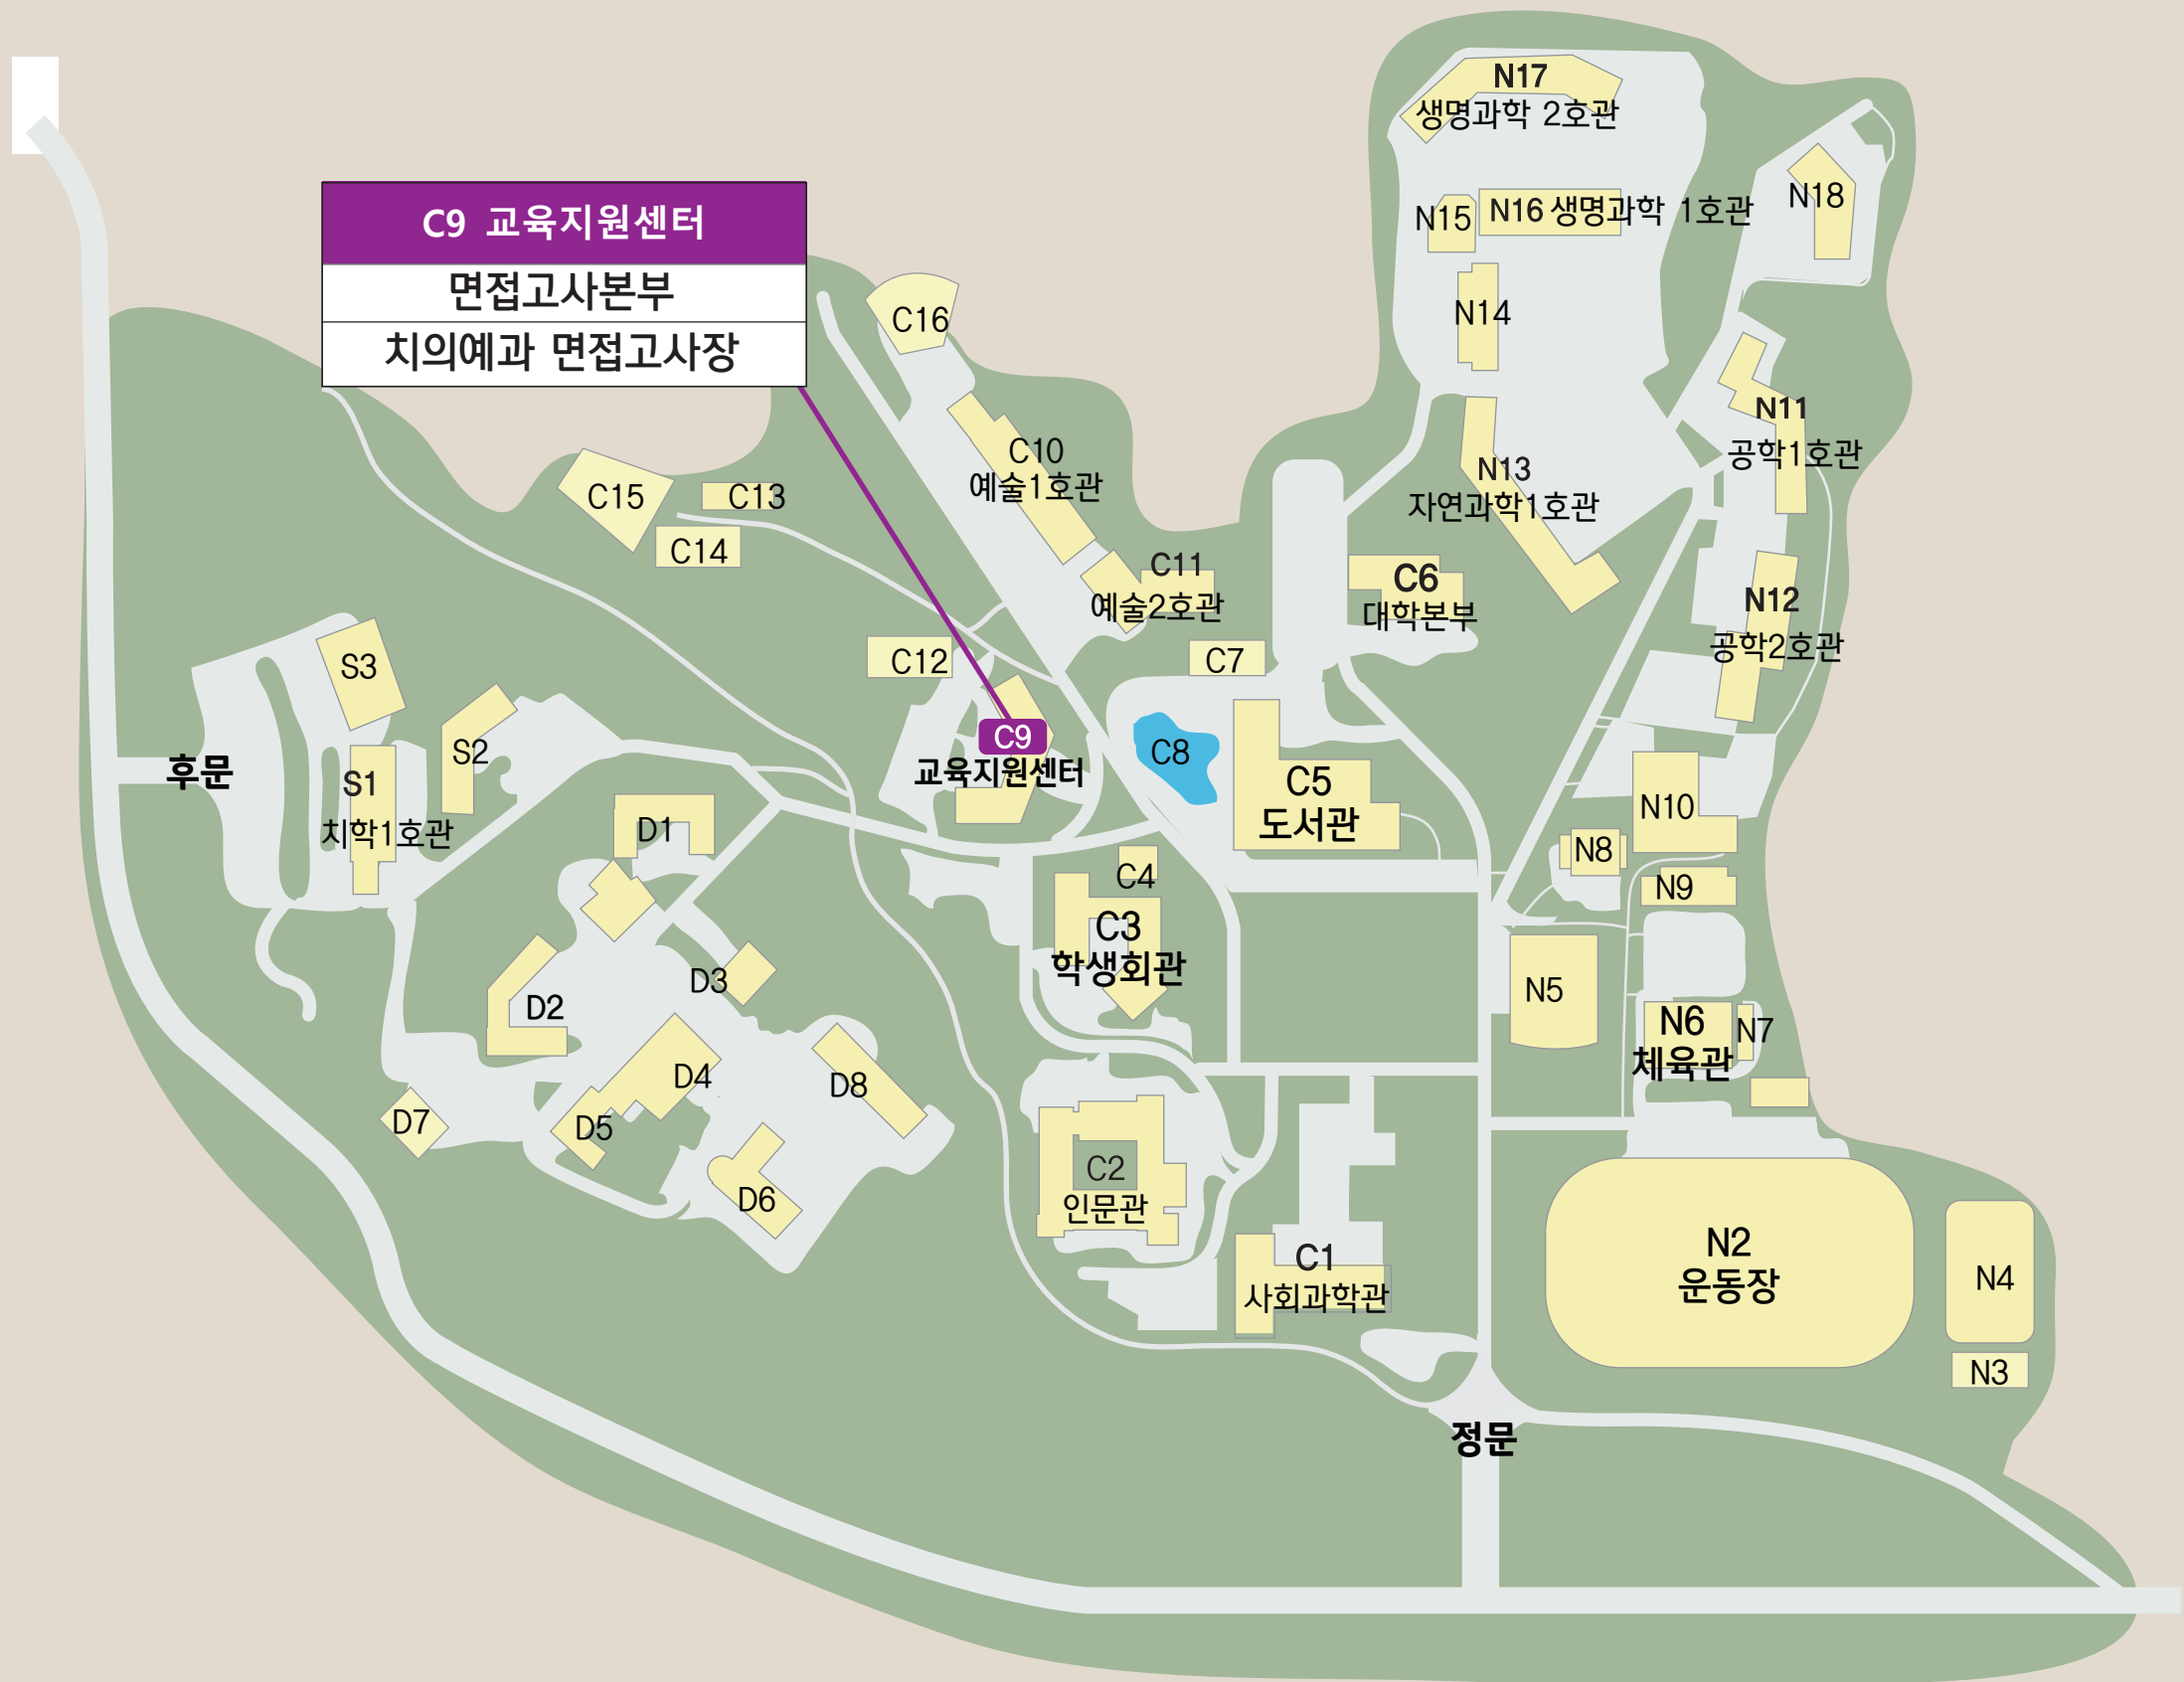 N17
생명과학 2호관
N15
N16 생명과학 1호관
N18
C9 교육지원센터
면접고사본부
치의예과 면접고사장
C16
N14
N11
공학1호관
C10
예술1호관
N13
자연과학1호관
C15
C13
C14
C11
예술2호관
C6
대학본부
N12
공학2호관
C12
C7
S3
S2
C9
교육지원센터
C8
후문
S1
치학1호관
C5
도서관
N10
D1
N8
N9
C4
C3
학생회관
D3
D2
N5
N6
체육관
N7
D4
D8
D7
D5
C2
인문관
D6
C1
사회과학관
N2
운동장
N4
N3
정문